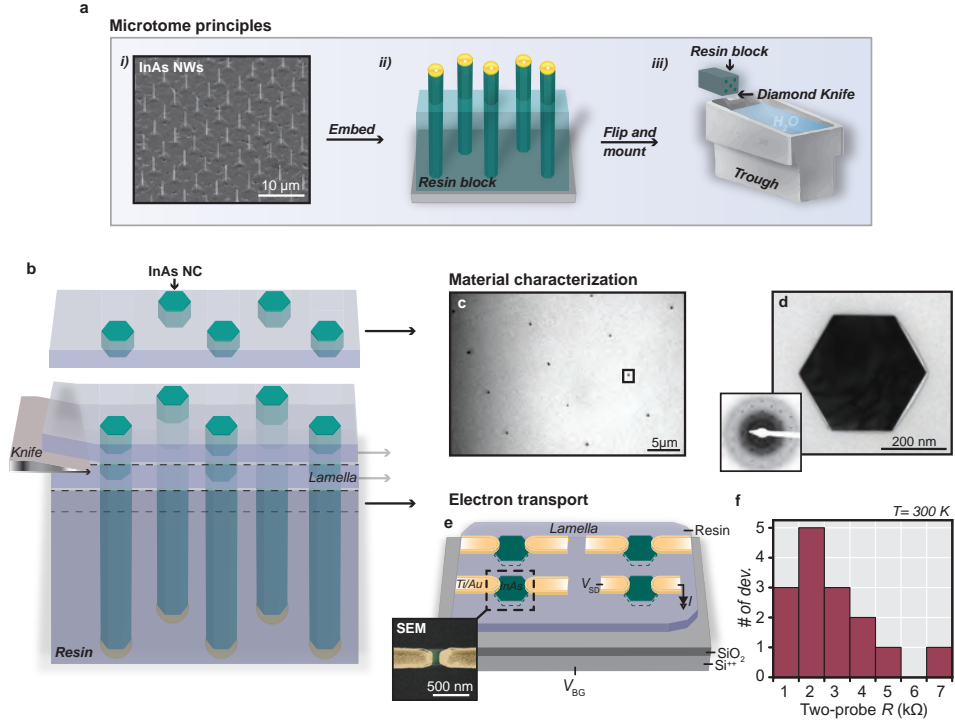 a
Microtome principles
i)
InAs NWs
10 µm
Embed
ii)
Resin block
Flip and
mount
iii)
Resin block
Diamond Knife
H2O
Trough
b
InAs NC
Knife
Lamella
Resin
Material characterization
c
5µm
d
200 nm
Electron transport
e
Lamella
Resin
Ti/Au
InAs
VSD
I
SEM
500 nm
SiO2
Si++
VBG
f
T= 300 K
# of dev.
5
4
3
2
1
0
1 2 3 4 5 6 7
Two-probe R (kΩ)